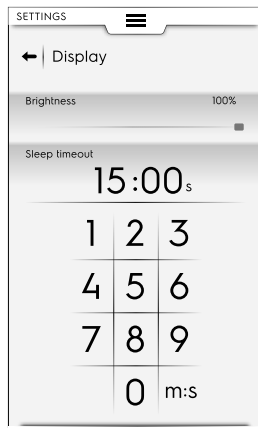 SETTINGS
Display
Brightness 100%
Sleep timeout
15:00s
1 2 3
4 5 6
7 8 9
0 m:s